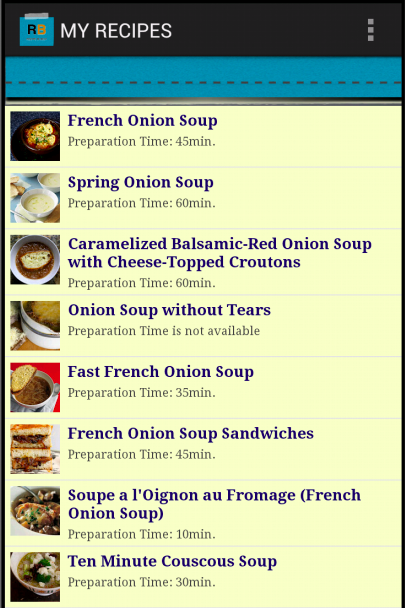 RB
MY RECIPES
French Onion Soup
Preparation Time: 45min.
Spring Onion Soup
Preparation Time: 60min.
Caramelized Balsamic-Red Onion Soup
with Cheese-Topped Croutons
Preparation Time: 60min.
Onion Soup without Tears
Preparation Time is not available
Fast French Onion Soup
Preparation Time: 35min.
French Onion Soup Sandwiches
Preparation Time: 45min.
Soupe a l'Oignon au Fromage (French
Onion Soup)
Preparation Time: 10min.
Ten Minute Couscous Soup
Preparation Time: 30min.